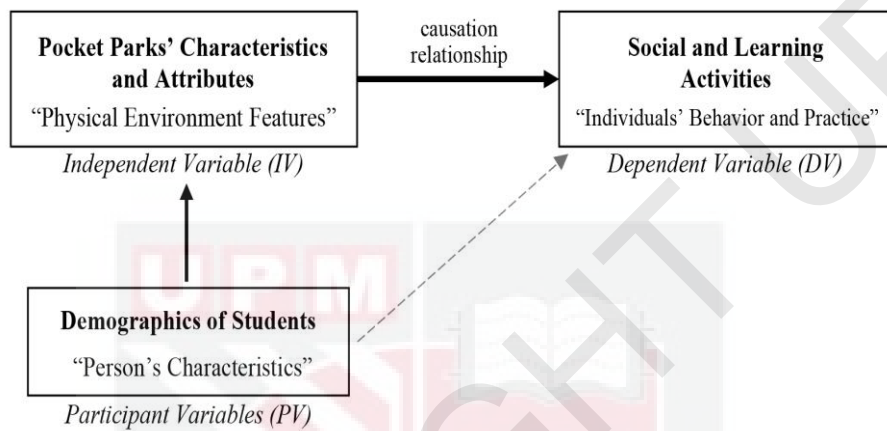 Pocket Parks’ Characteristics
and Attributes
“Physical Environment Features”
Independent Variable (IV)
causation
relationship
Social and Learning
Activities
“Individuals’ Behavior and Practice”
Dependent Variable (DV)
UPM
Demographics of Students
“Person’s Characteristics”
Participant Variables (PV)